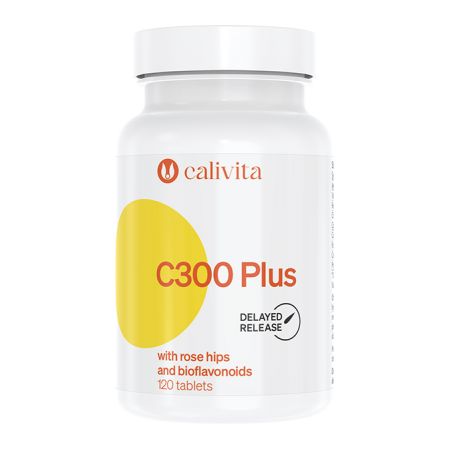 calivita
C300 Plus
DELAYED
RELEASE
with rose hips
and bioflavonoids
120 tablets